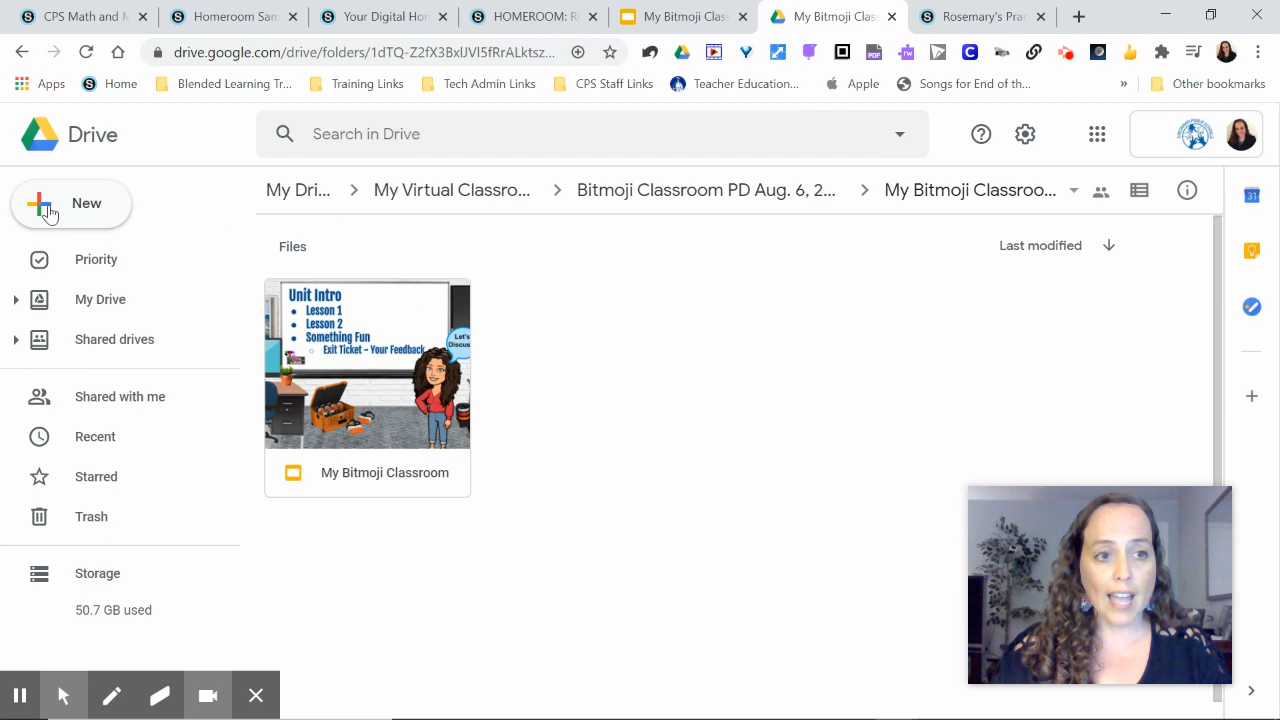 CPS Math and M
Homeroom San
Your Digital Ho
HOMEROOM: R
My Bitmoji Clas
My Bitmoji Clas
Rosemary's Prac
drive.google.com/drive/folders/1dTO-Z2fX3BxUVI5fRrALBtsz...
Apps
Home
Blended Learning Tr...
Training Links
Tech Admin Links
CPS Staff Links
Teacher Education...
Apple
Songs for End of th...
»
Other bookmarks
Drive
Search in Drive
New
My Dri...
My Virtual Classro...
Bitmoji Classroom PD Aug. 6, 2...
My Bitmoji Classroo...
Files
Last modified
Priority
My Drive
Shared drives
Shared with me
Recent
Starred
Trash
Storage
50.7 GB used
Unit Intro
Lesson 1
Lesson 2
Something Fun
Exit Ticket – Your Feedback
Let's
Discus
My Bitmoji Classroom
31